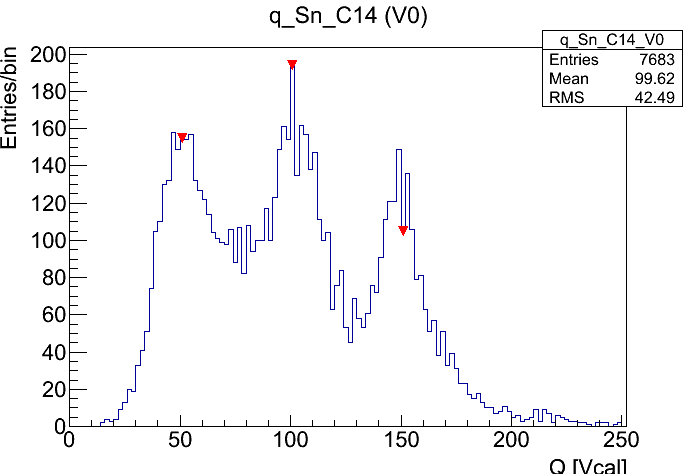 q_Sn_C14 (V0)
q_Sn_C14_V0
Entries 7683
Mean 99.62
RMS 42.49
Entries/bin
200
180
160
140
120
100
80
60
40
20
0
0 50 100 150 200 250
Q [Vcal]